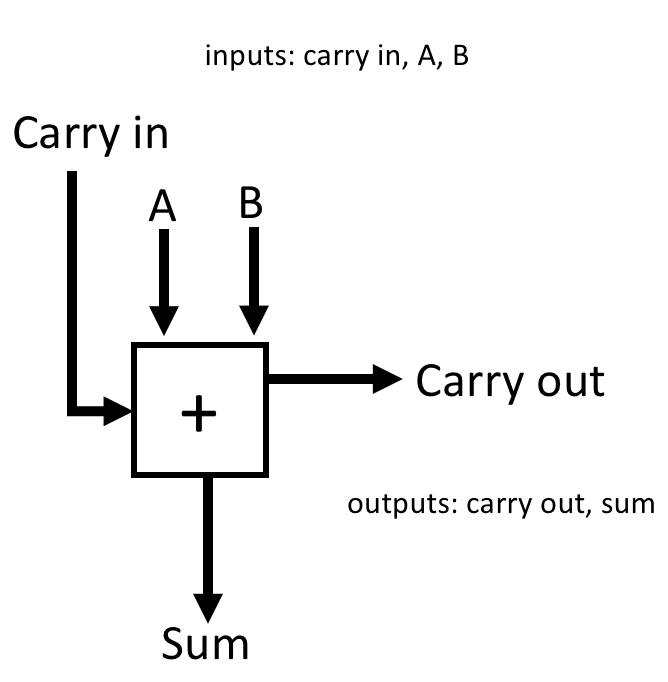 inputs: carry in, A, B
Carry in
A
B
+
Carry out
outputs: carry out, sum
Sum